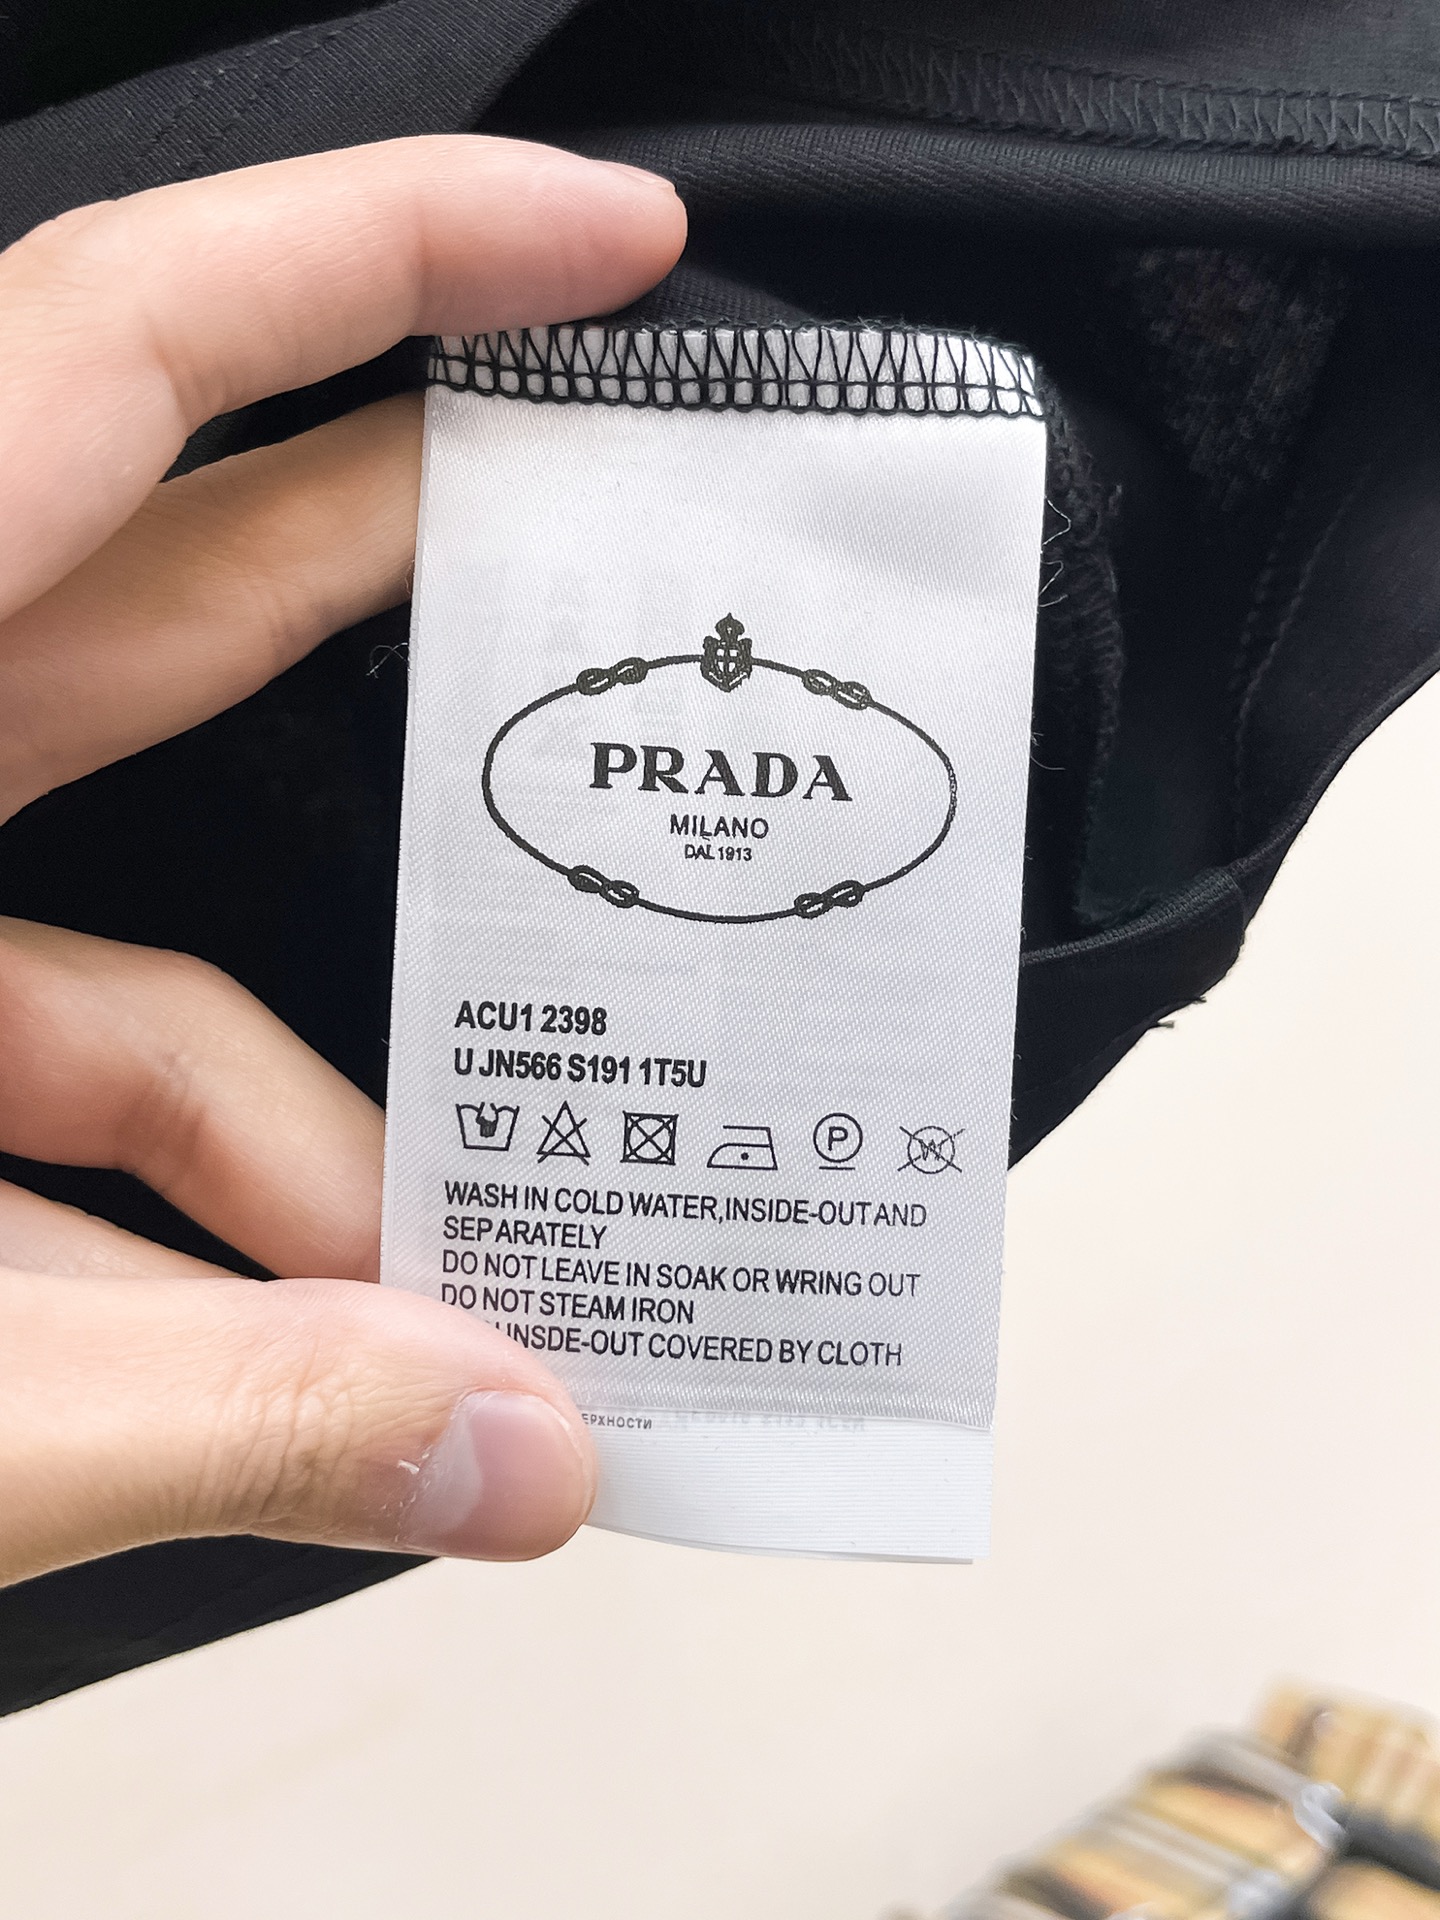 PRADA
MILANO
DAL 1913
ACU1 2398
U JN566 S191 1T5U
P
W
WASH IN COLD WATER,INSIDE-OUT AND
SEPARATELY
DO NOT LEAVE IN SOAK OR WRING OUT
DO NOT STEAM IRON
UNSDE-OUT COVERED BY CLOTH
ЕРХНОСТИ